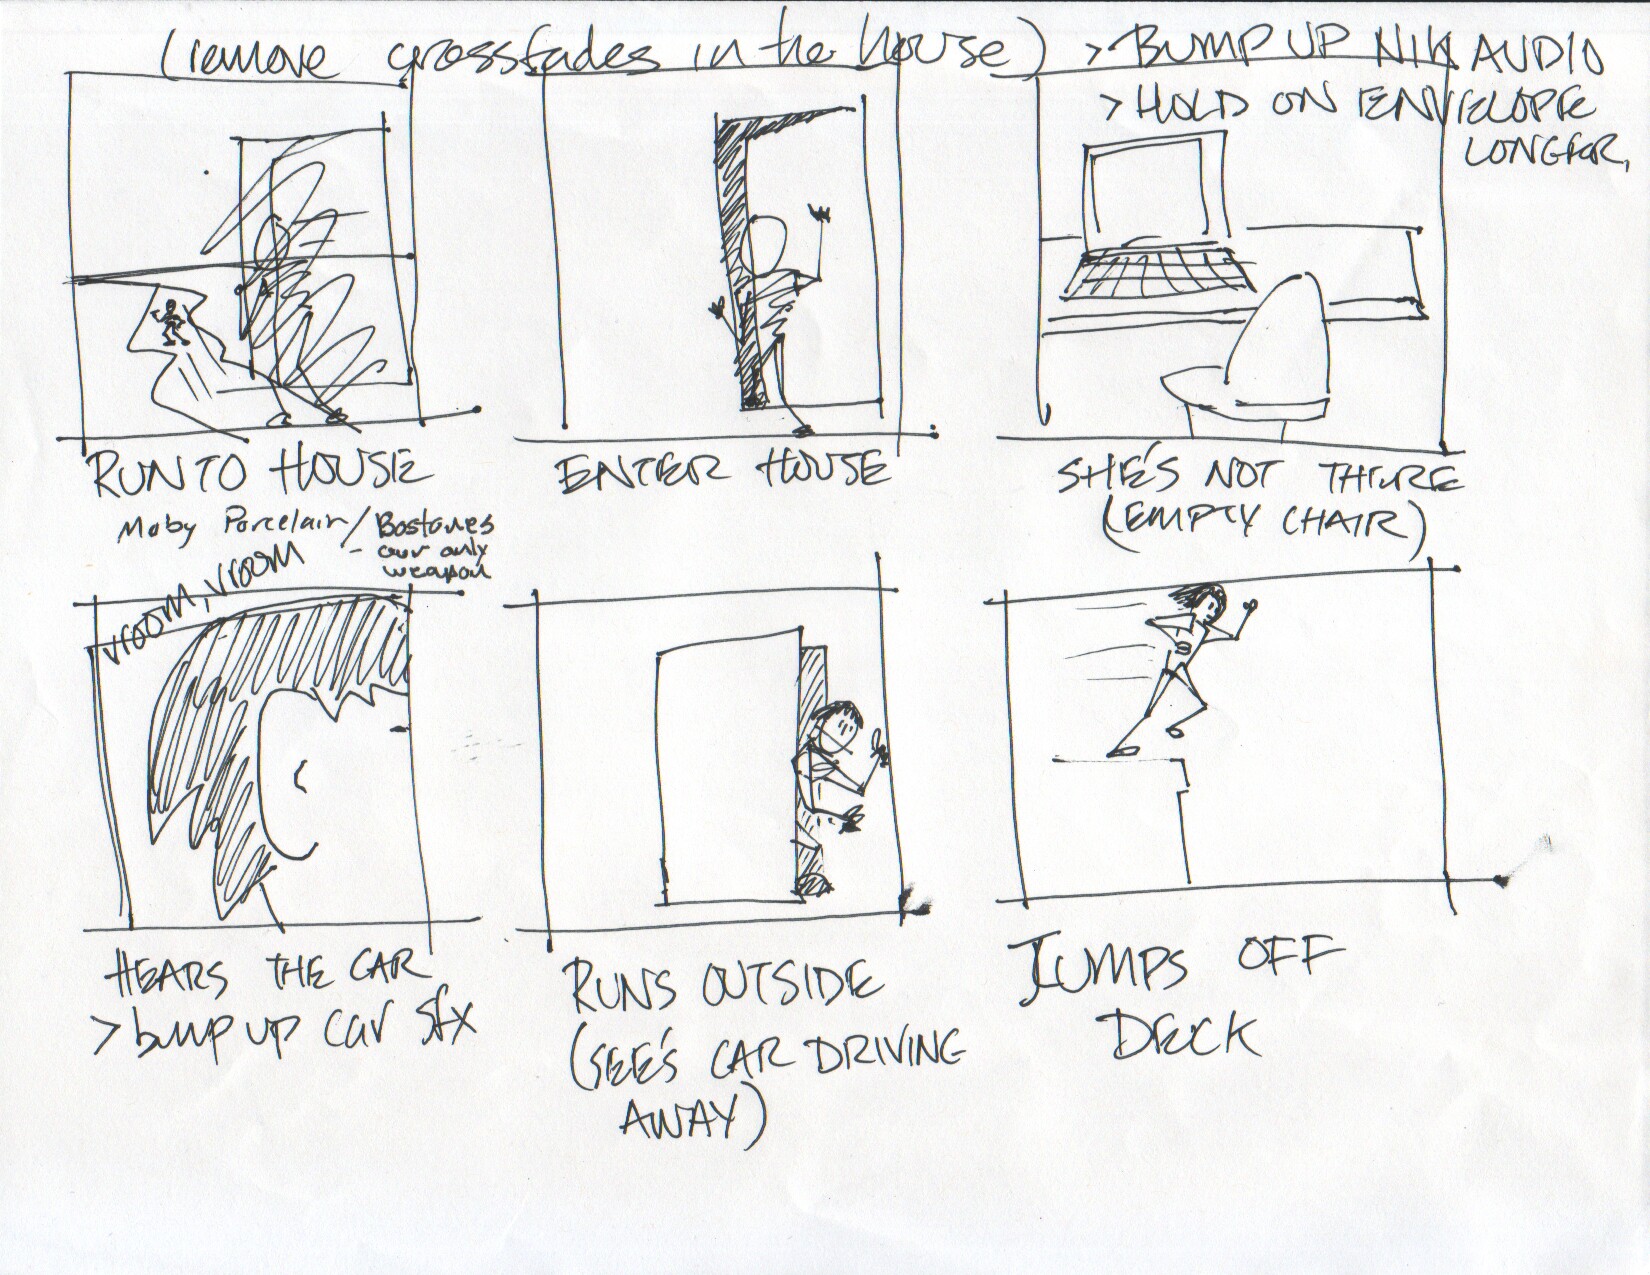 (remove crossfades in the house) > BUMP UP NIK AUDIO
> HOLD ON ENVELOPE
LONGER,
RUN TO HOUSE
ENTER HOUSE
SHE'S NOT THERE
(EMPTY CHAIR)
Moby Porcelain /
our only
weapon
vroom, vroom
HEARS THE CAR
> bump up car sfx
RUNS OUTSIDE
(SEE'S CAR DRIVING
AWAY)
JUMPS OFF
DECK